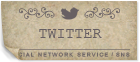 TWITTER
CIAL NETWORK SERVICE / SNS